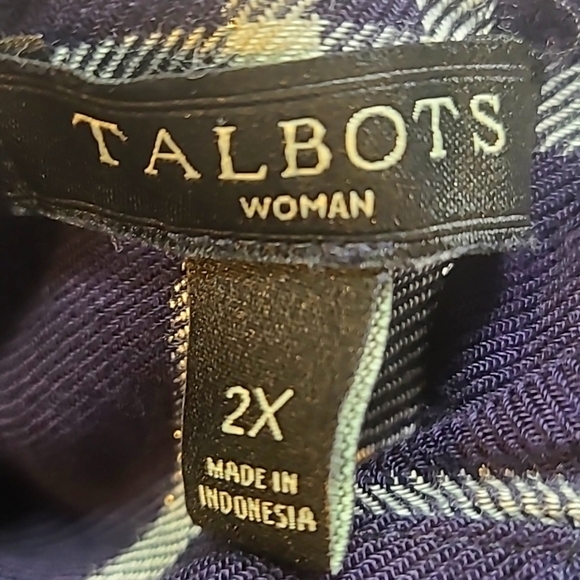 TALBOTS
WOMAN
2X
MADE IN
INDONESIA